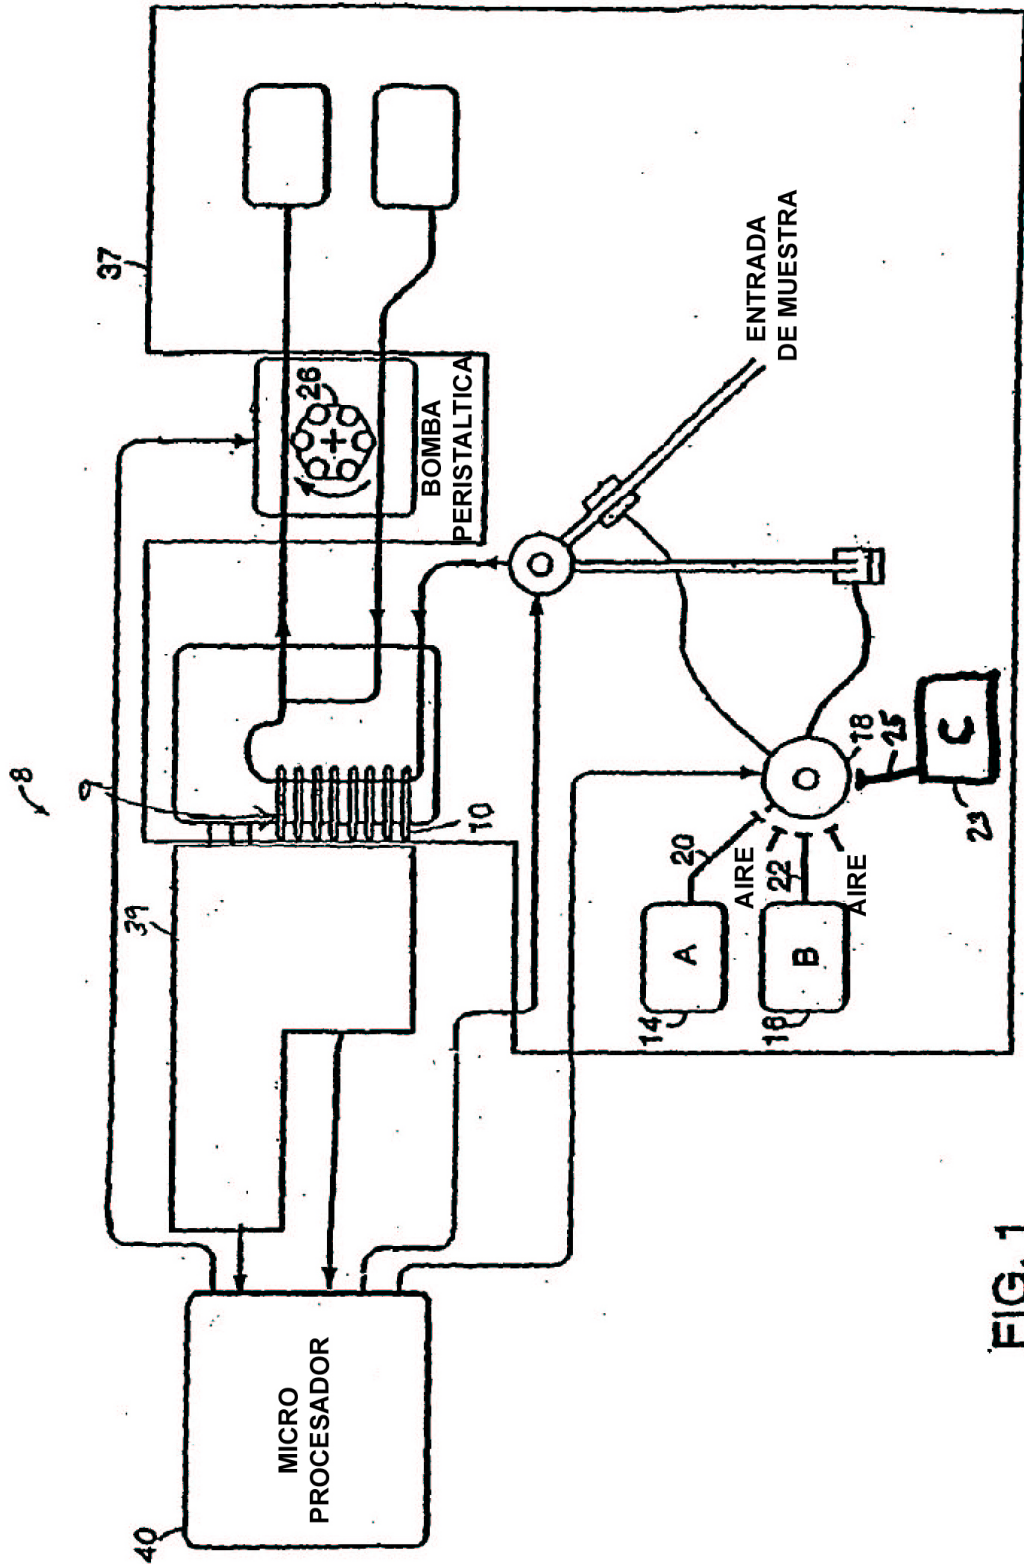 8
9
37
39
40
MICRO
PROCESADOR
26
BOMBA
PERISTALTICA
10
14
20
A
AIRE
ENTRADA
DE MUESTRA
22
16
B
AIRE
18
25
C
23
FIG. 1